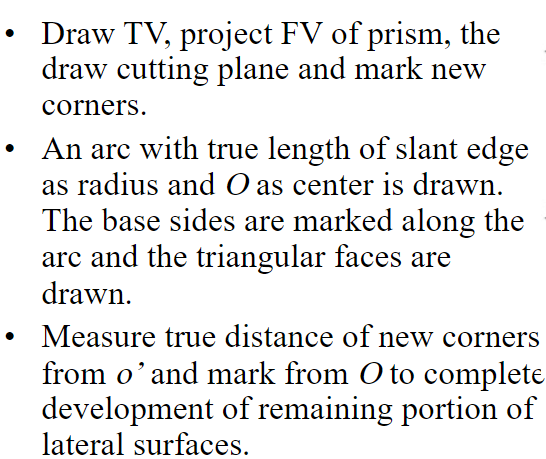 • Draw TV, project FV of prism, the
draw cutting plane and mark new
corners.
• An arc with true length of slant edge
as radius and O as center is drawn.
The base sides are marked along the
arc and the triangular faces are
drawn.
• Measure true distance of new corners
from o’ and mark from O to complete
development of remaining portion of
lateral surfaces.